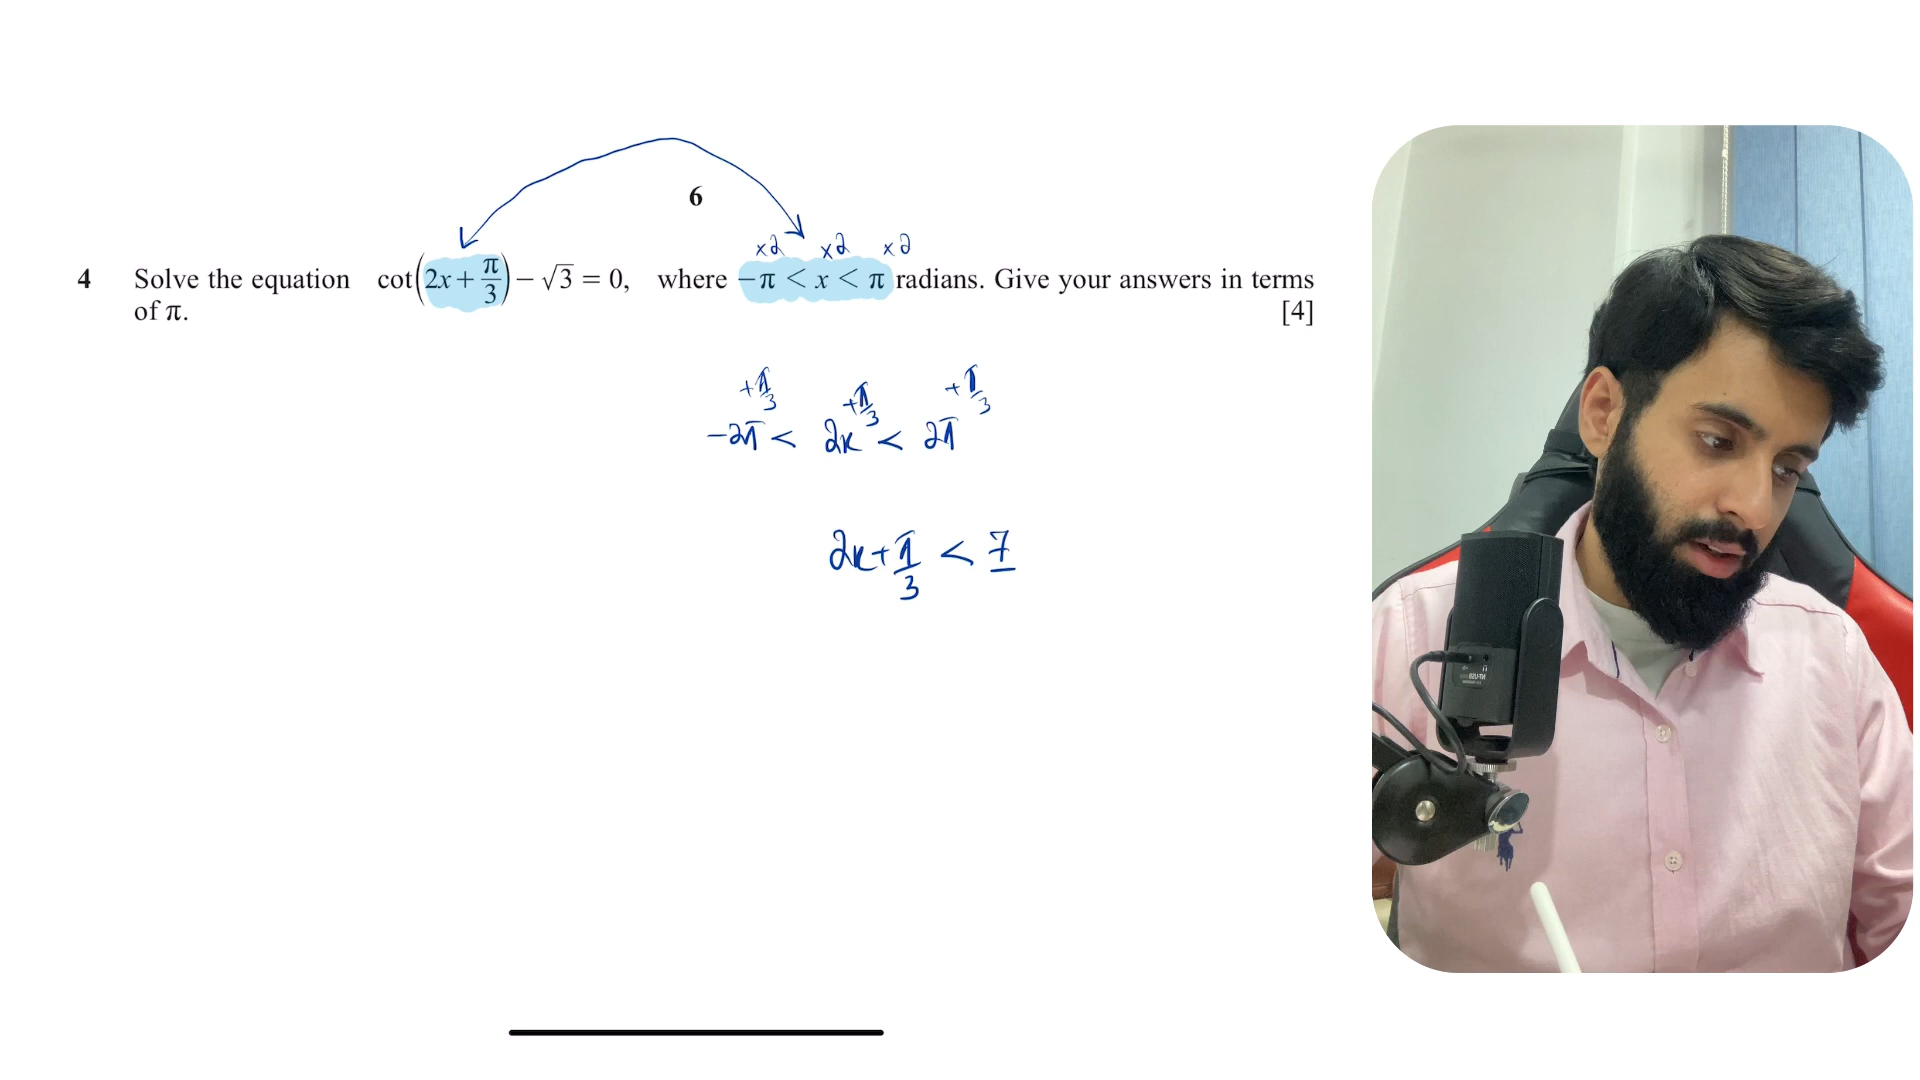 6
×2 ×2 ×2
4 Solve the equation cot(2x + π/3) − √3 = 0, where −π < x < π radians. Give your answers in terms
of π. [4]
+π/3 +π/3 +π/3
−2π < 2x < 2π
2x + π/3 < 7